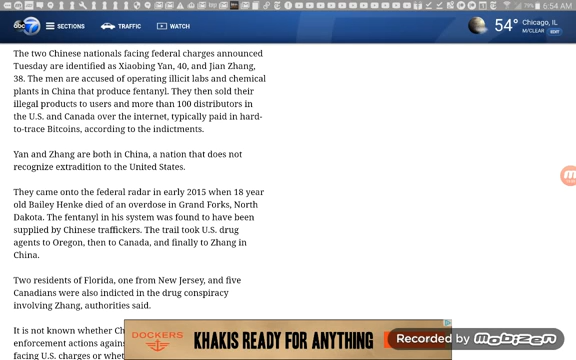 6:54 AM
abc 7
SECTIONS
TRAFFIC
WATCH
54°
Chicago, IL
M/CLEAR
EDIT
The two Chinese nationals facing federal charges announced
Tuesday are identified as Xiaobing Yan, 40, and Jian Zhang,
38. The men are accused of operating illicit labs and chemical
plants in China that produce fentanyl. They then sold their
illegal products to users and more than 100 distributors in
the U.S. and Canada over the internet, typically paid in hard-
to-trace Bitcoins, according to the indictments.
Yan and Zhang are both in China, a nation that does not
recognize extradition to the United States.
They came onto the federal radar in early 2015 when 18 year
old Bailey Henke died of an overdose in Grand Forks, North
Dakota. The fentanyl in his system was found to have been
supplied by Chinese traffickers. The trail took U.S. drug
agents to Oregon, then to Canada, and finally to Zhang in
China.
Two residents of Florida, one from New Jersey, and five
Canadians were also indicted in the drug conspiracy
involving Zhang, authorities said.
It is not known whether Ch
enforcement actions agains
facing U.S. charges or whet
DOCKERS
KHAKIS READY FOR ANYTHING
Recorded by mobizen